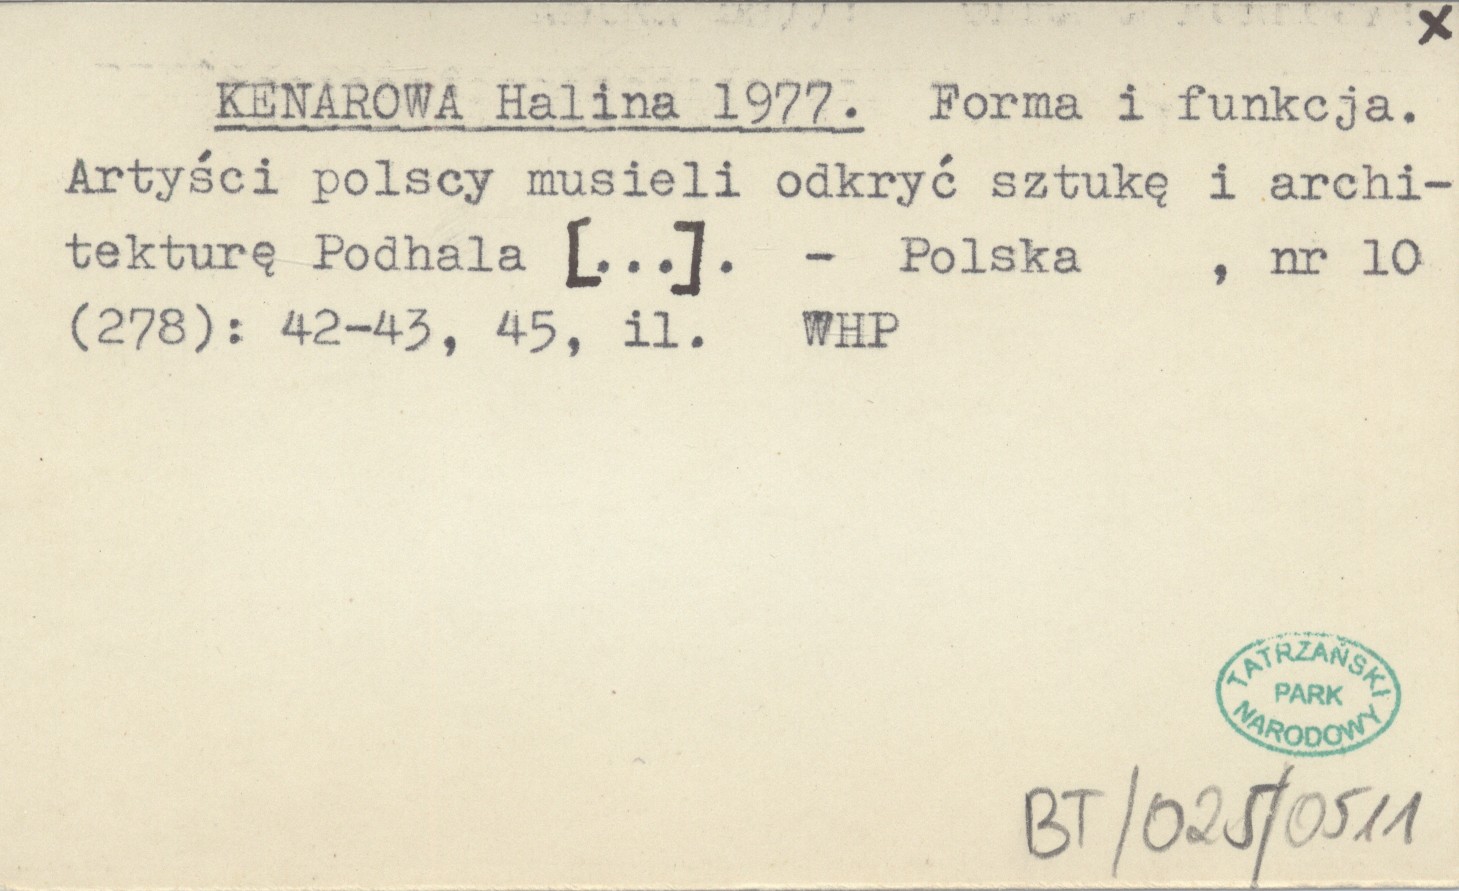 x
KENAROWA Halina 1977. Forma i funkcja.
Artyści polscy musieli odkryć sztukę i archi-
tekturę Podhala [...]. - Polska , nr 10
(278): 42-43, 45, il. WHP
TATRZAŃSKI
PARK
NARODOWY
BT/025/0511